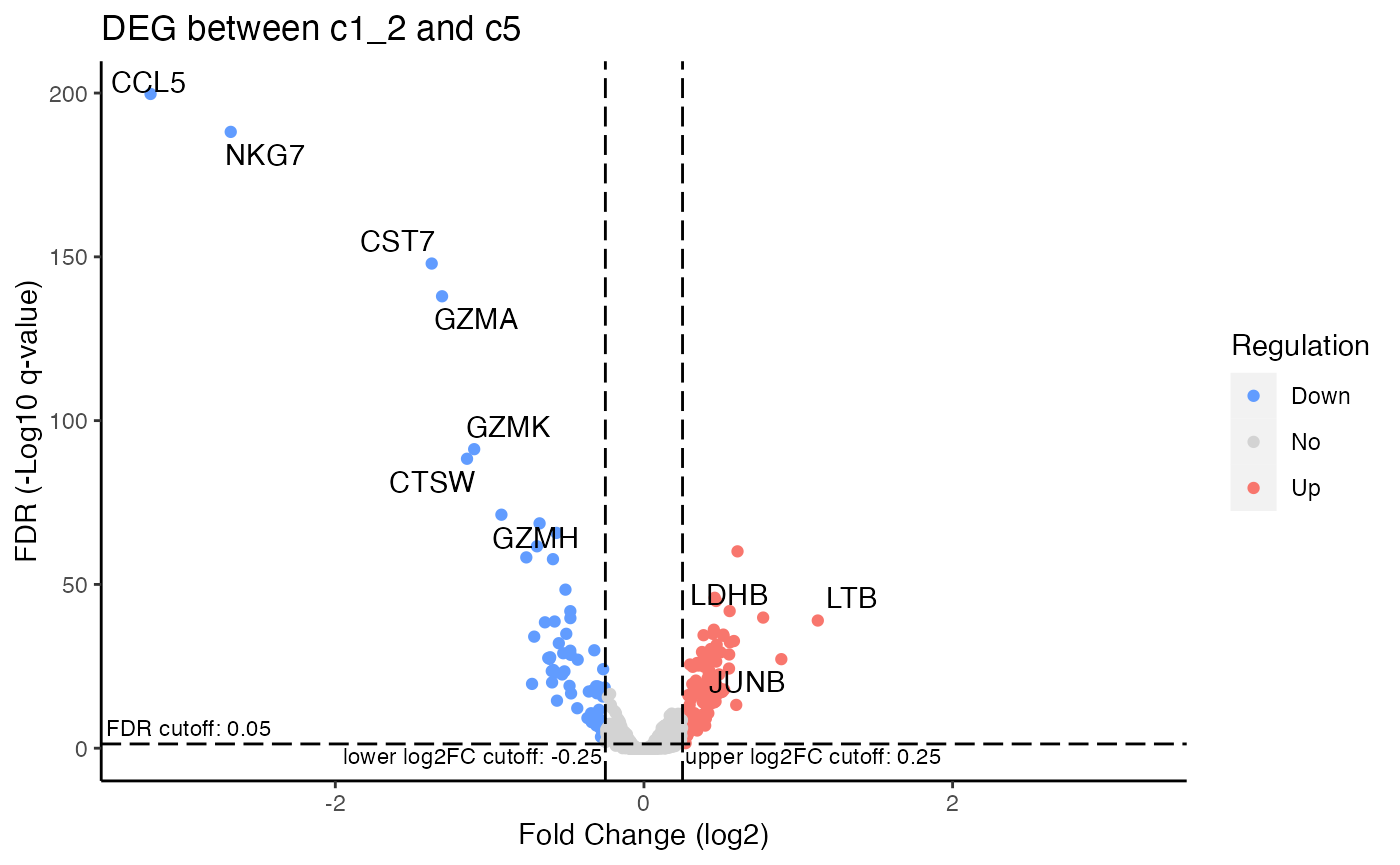 DEG between c1_2 and c5
CCL5
NKG7
CST7
GZMA
GZMK
CTSW
GZMH
LDHB
LTB
JUNB
FDR cutoff: 0.05
lower log2FC cutoff: -0.25
upper log2FC cutoff: 0.25
200
150
100
50
0
FDR (-Log10 q-value)
-2
0
2
Fold Change (log2)
Regulation
Down
No
Up